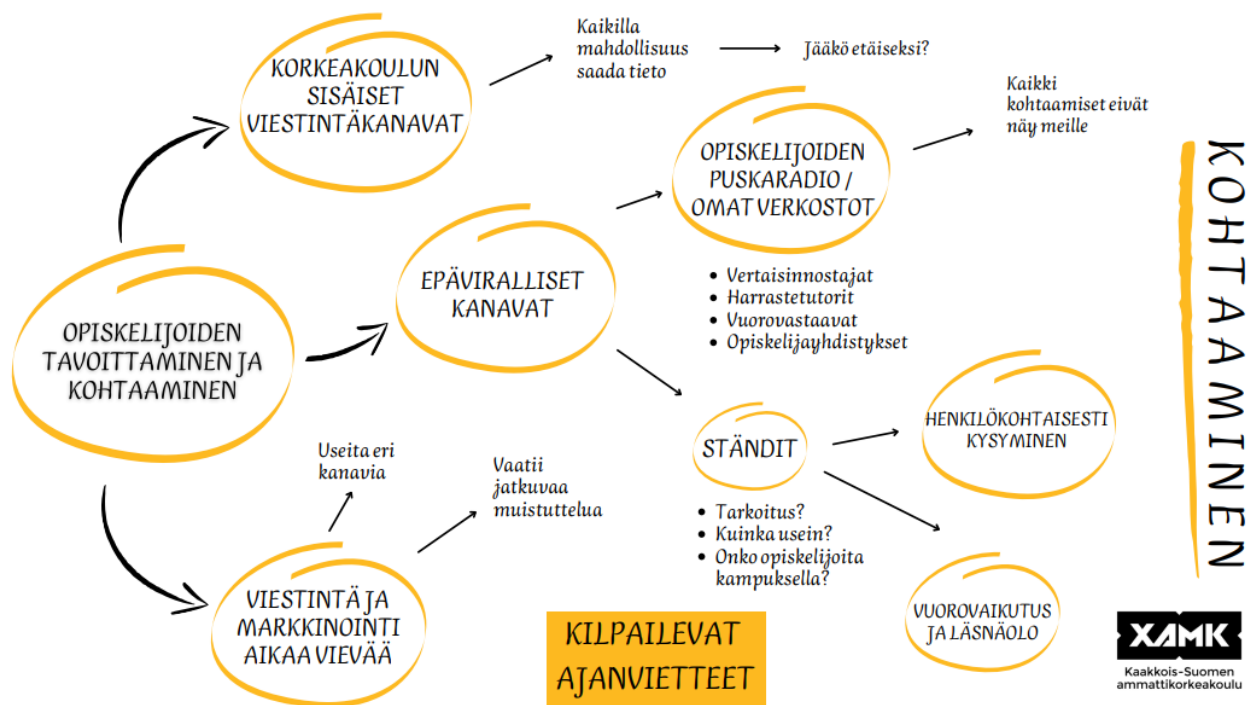 KORKEAKOULUN
SISÄISET
VIESTINTÄKANAVAT
Kaikilla
mahdollisuus
saada tieto
Jääkö etäiseksi?
OPISKELIJOIDEN
PUSKARADIO /
OMAT VERKOSTOT
Kaikki
kohtaamiset eivät
näy meille
• Vertaisinnostajat
• Harrastetutorit
• Vuorovastaavat
• Opiskelijayhdistykset
EPÄVIRALLISET
KANAVAT
OPISKELIJOIDEN
TAVOITTAMINEN JA
KOHTAAMINEN
STÄNDIT
• Tarkoitus?
• Kuinka usein?
• Onko opiskelijoita
kampuksella?
HENKILÖKOHTAISESTI
KYSYMINEN
VUOROVAIKUTUS
JA LÄSNÄOLO
Useita eri
kanavia
Vaatii
jatkuvaa
muistuttelua
VIESTINTÄ JA
MARKKINOINTI
AIKAA VIEVÄÄ
KILPAILEVAT
AJANVIETTEET
KOHTAAMINEN
XAMK
Kaakkois-Suomen
ammattikorkeakoulu